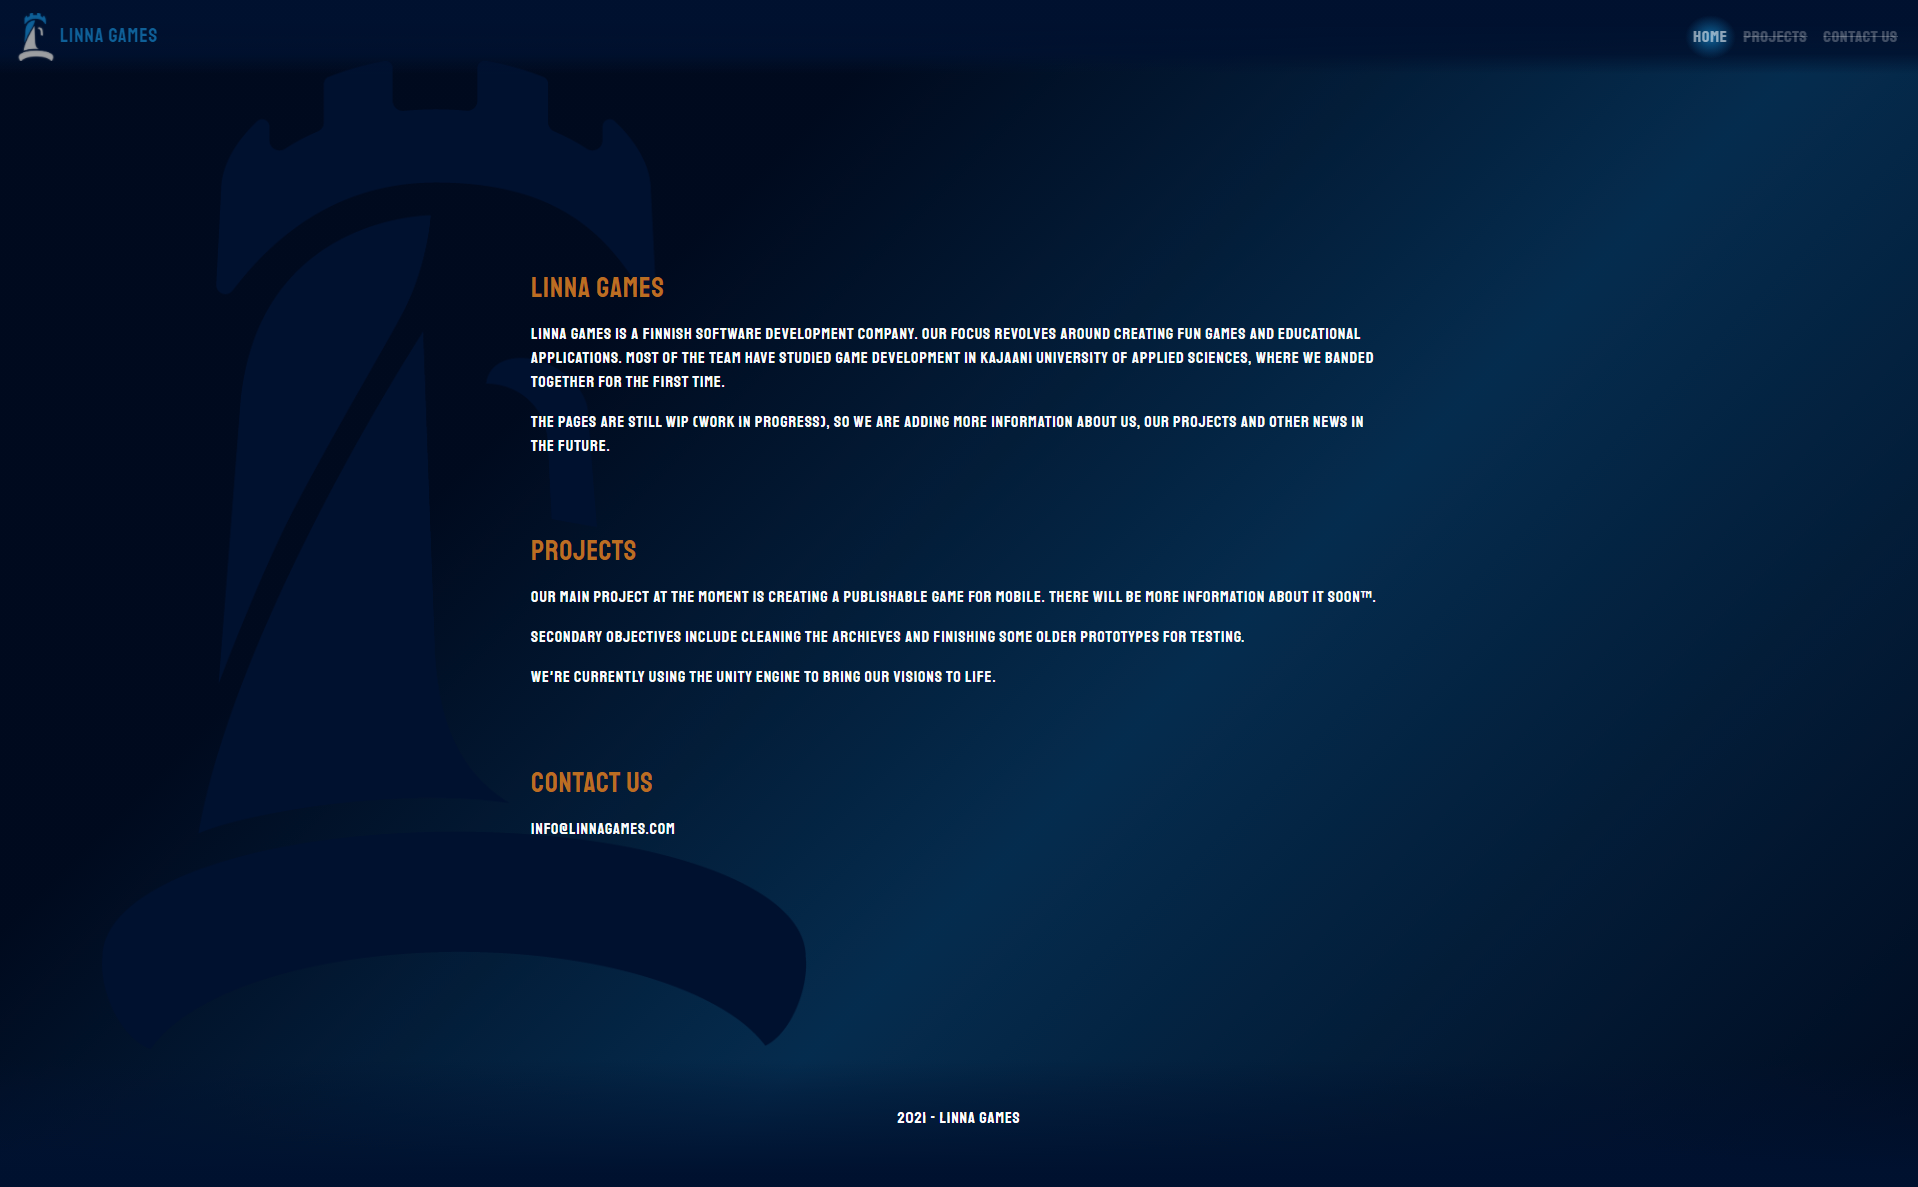 LINNA GAMES
HOME PROJECTS CONTACT US
LINNA GAMES
LINNA GAMES IS A FINNISH SOFTWARE DEVELOPMENT COMPANY. OUR FOCUS REVOLVES AROUND CREATING FUN GAMES AND EDUCATIONAL
APPLICATIONS. MOST OF THE TEAM HAVE STUDIED GAME DEVELOPMENT IN KAJAANI UNIVERSITY OF APPLIED SCIENCES, WHERE WE BANDED
TOGETHER FOR THE FIRST TIME.
THE PAGES ARE STILL WIP (WORK IN PROGRESS), SO WE ARE ADDING MORE INFORMATION ABOUT US, OUR PROJECTS AND OTHER NEWS IN
THE FUTURE.
PROJECTS
OUR MAIN PROJECT AT THE MOMENT IS CREATING A PUBLISHABLE GAME FOR MOBILE. THERE WILL BE MORE INFORMATION ABOUT IT SOON™.
SECONDARY OBJECTIVES INCLUDE CLEANING THE ARCHIEVES AND FINISHING SOME OLDER PROTOTYPES FOR TESTING.
WE'RE CURRENTLY USING THE UNITY ENGINE TO BRING OUR VISIONS TO LIFE.
CONTACT US
INFO@LINNAGAMES.COM
2021 - LINNA GAMES